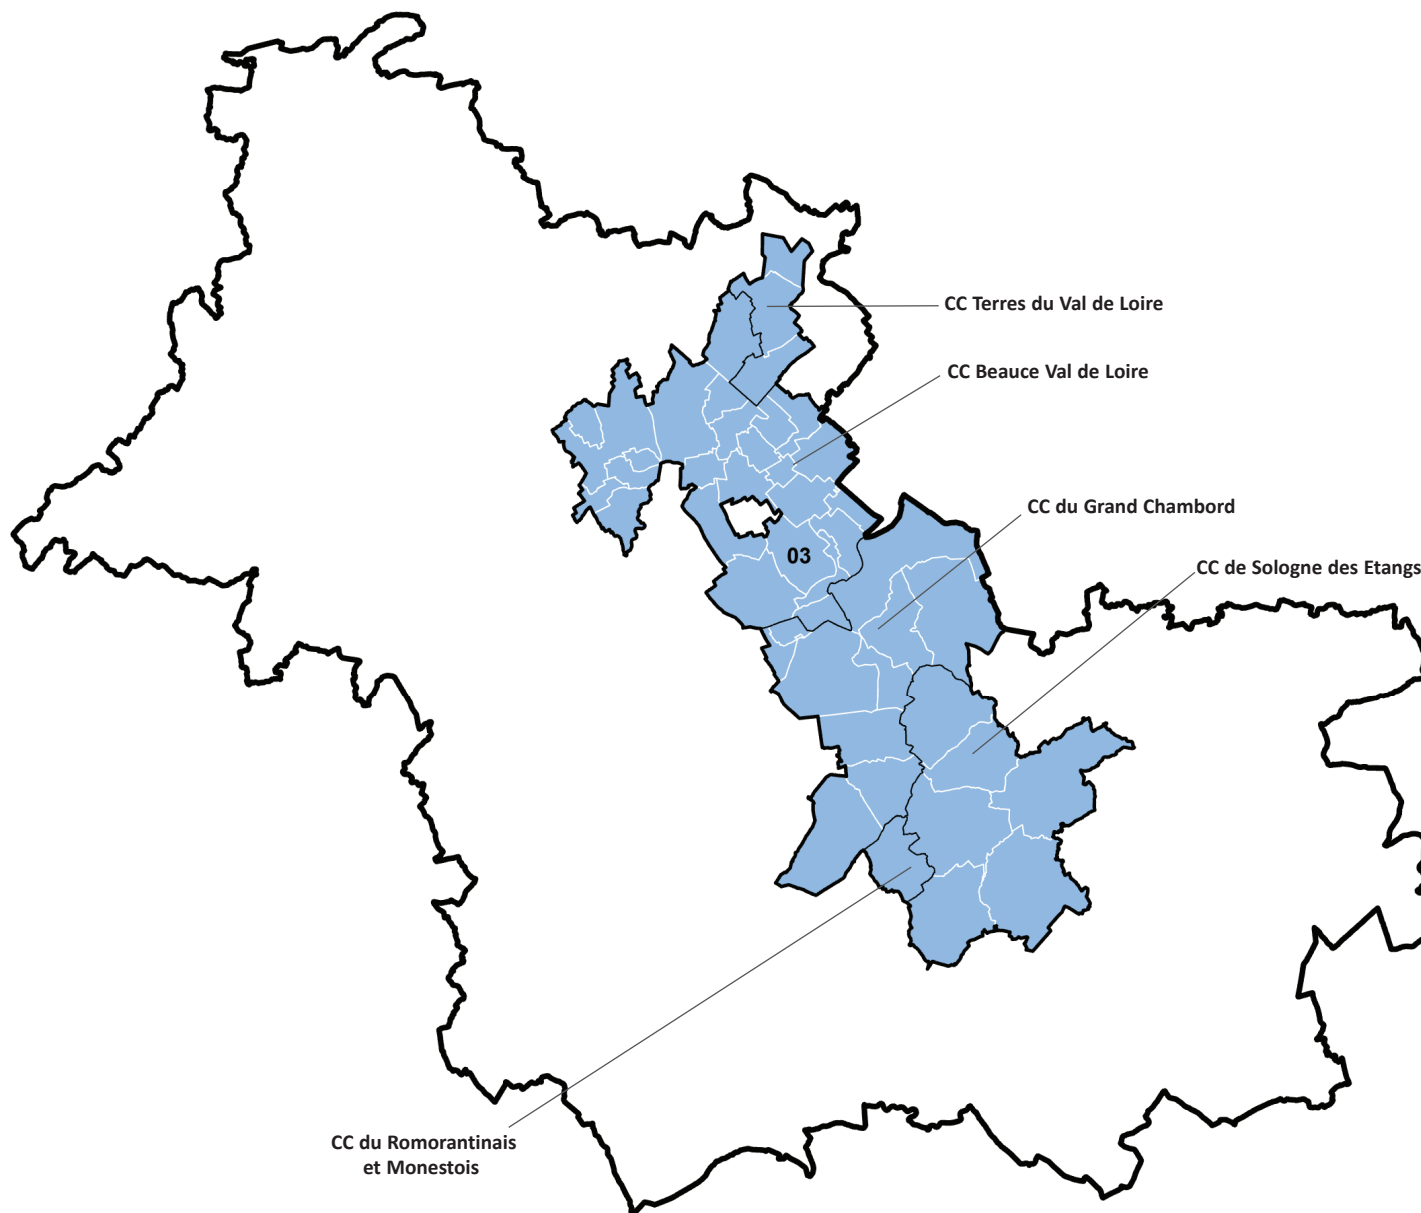 CC Terres du Val de Loire
CC Beauce Val de Loire
CC du Grand Chambord
03
CC de Sologne des Etangs
CC du Romorantinais
et Monestois